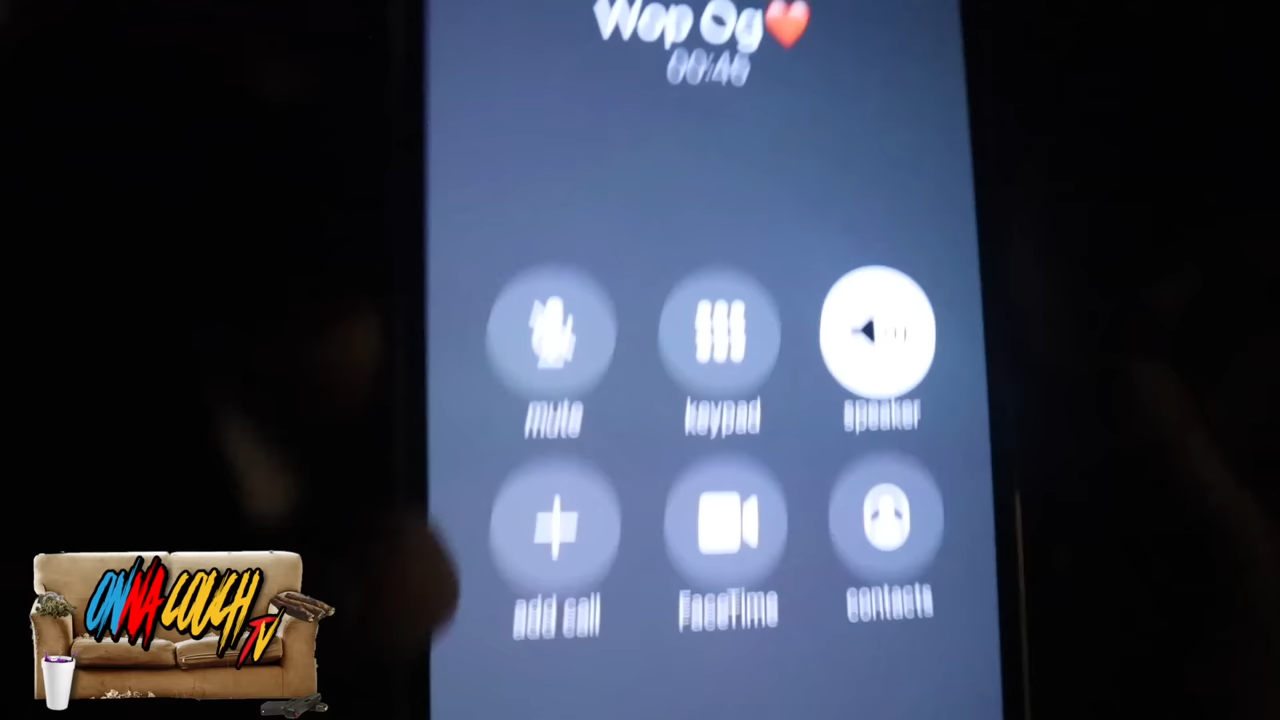 Wop Og❤️
00:46
mute
keypad
speaker
add call
FaceTime
contacts
ONNA COUCH
TV